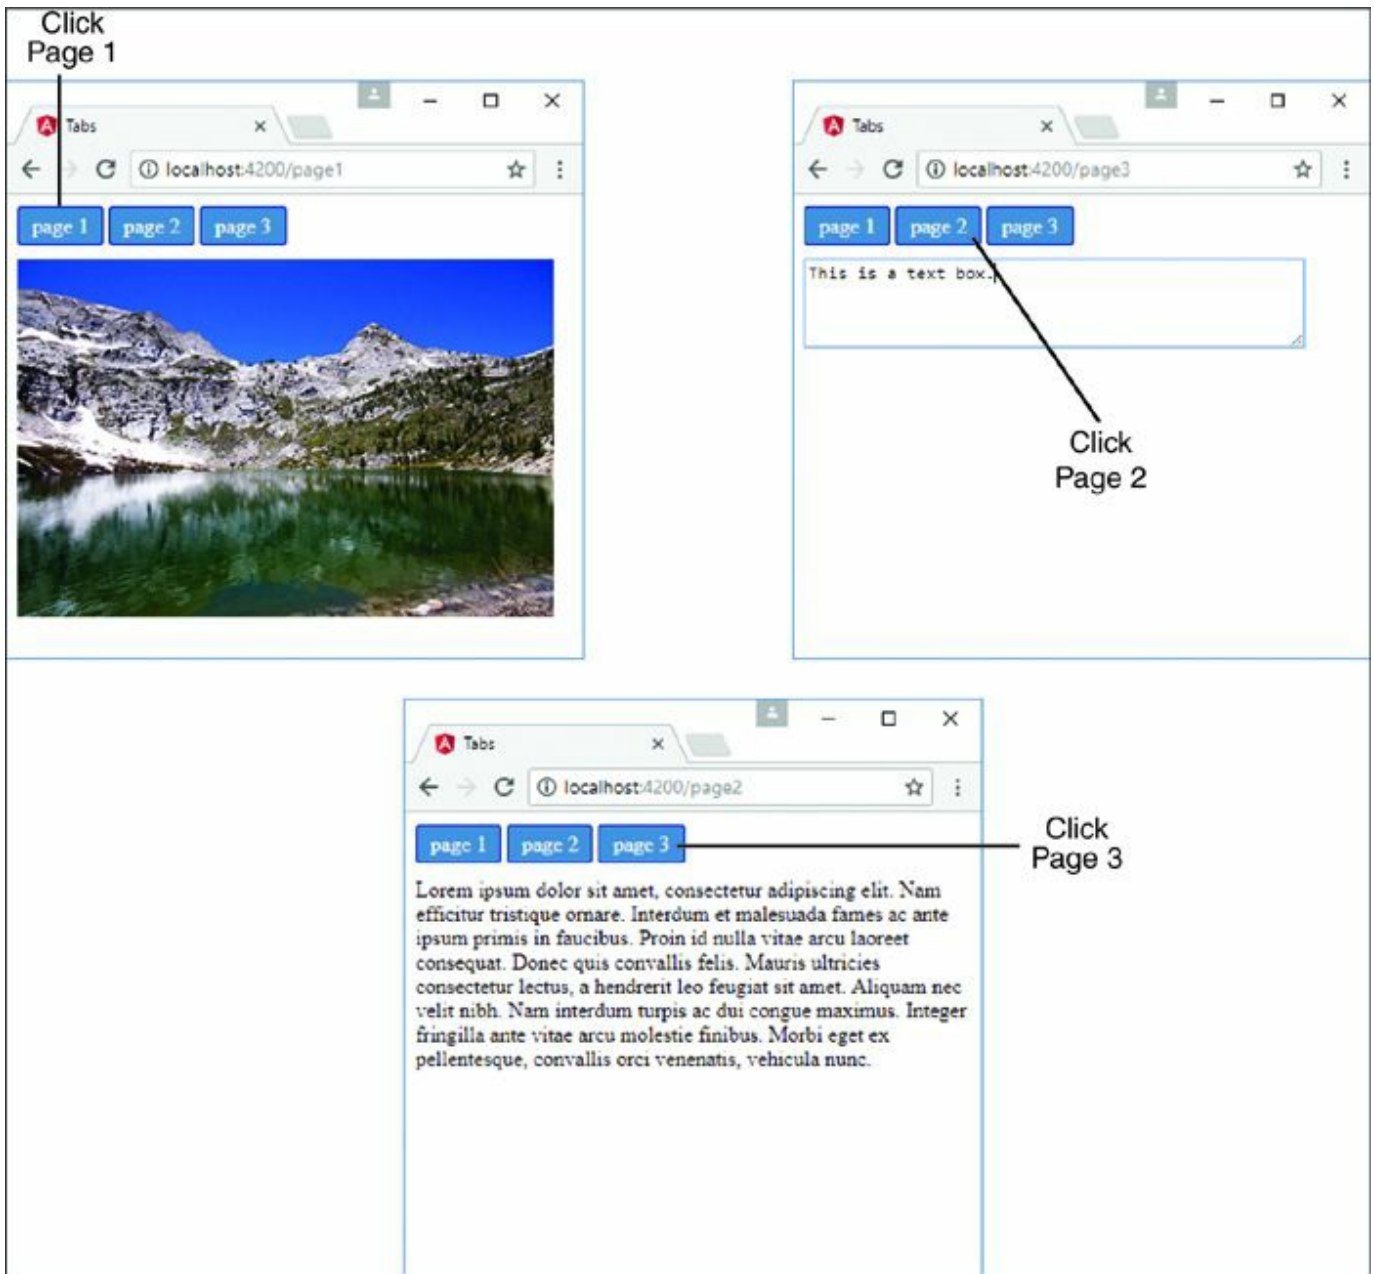 Click
Page 1
Tabs
localhost:4200/page1
page 1 page 2 page 3
Tabs
localhost:4200/page3
page 1 page 2 page 3
This is a text box.
Click
Page 2
Tabs
localhost:4200/page2
page 1 page 2 page 3
Click
Page 3
Lorem ipsum dolor sit amet, consectetur adipiscing elit. Nam
efficitur tristique ornare. Interdum et malesuada fames ac ante
ipsum primis in faucibus. Proin id nulla vitae arcu laoreet
consequat. Donec quis convallis felis. Mauris ultricies
consectetur lectus, a hendrerit leo feugiat sit amet. Aliquam nec
velit nibh. Nam interdum turpis ac dui congue maximus. Integer
fringilla ante vitae arcu molestie finibus. Morbi eget ex
pellentesque, convallis orci venenatis, vehicula nunc.